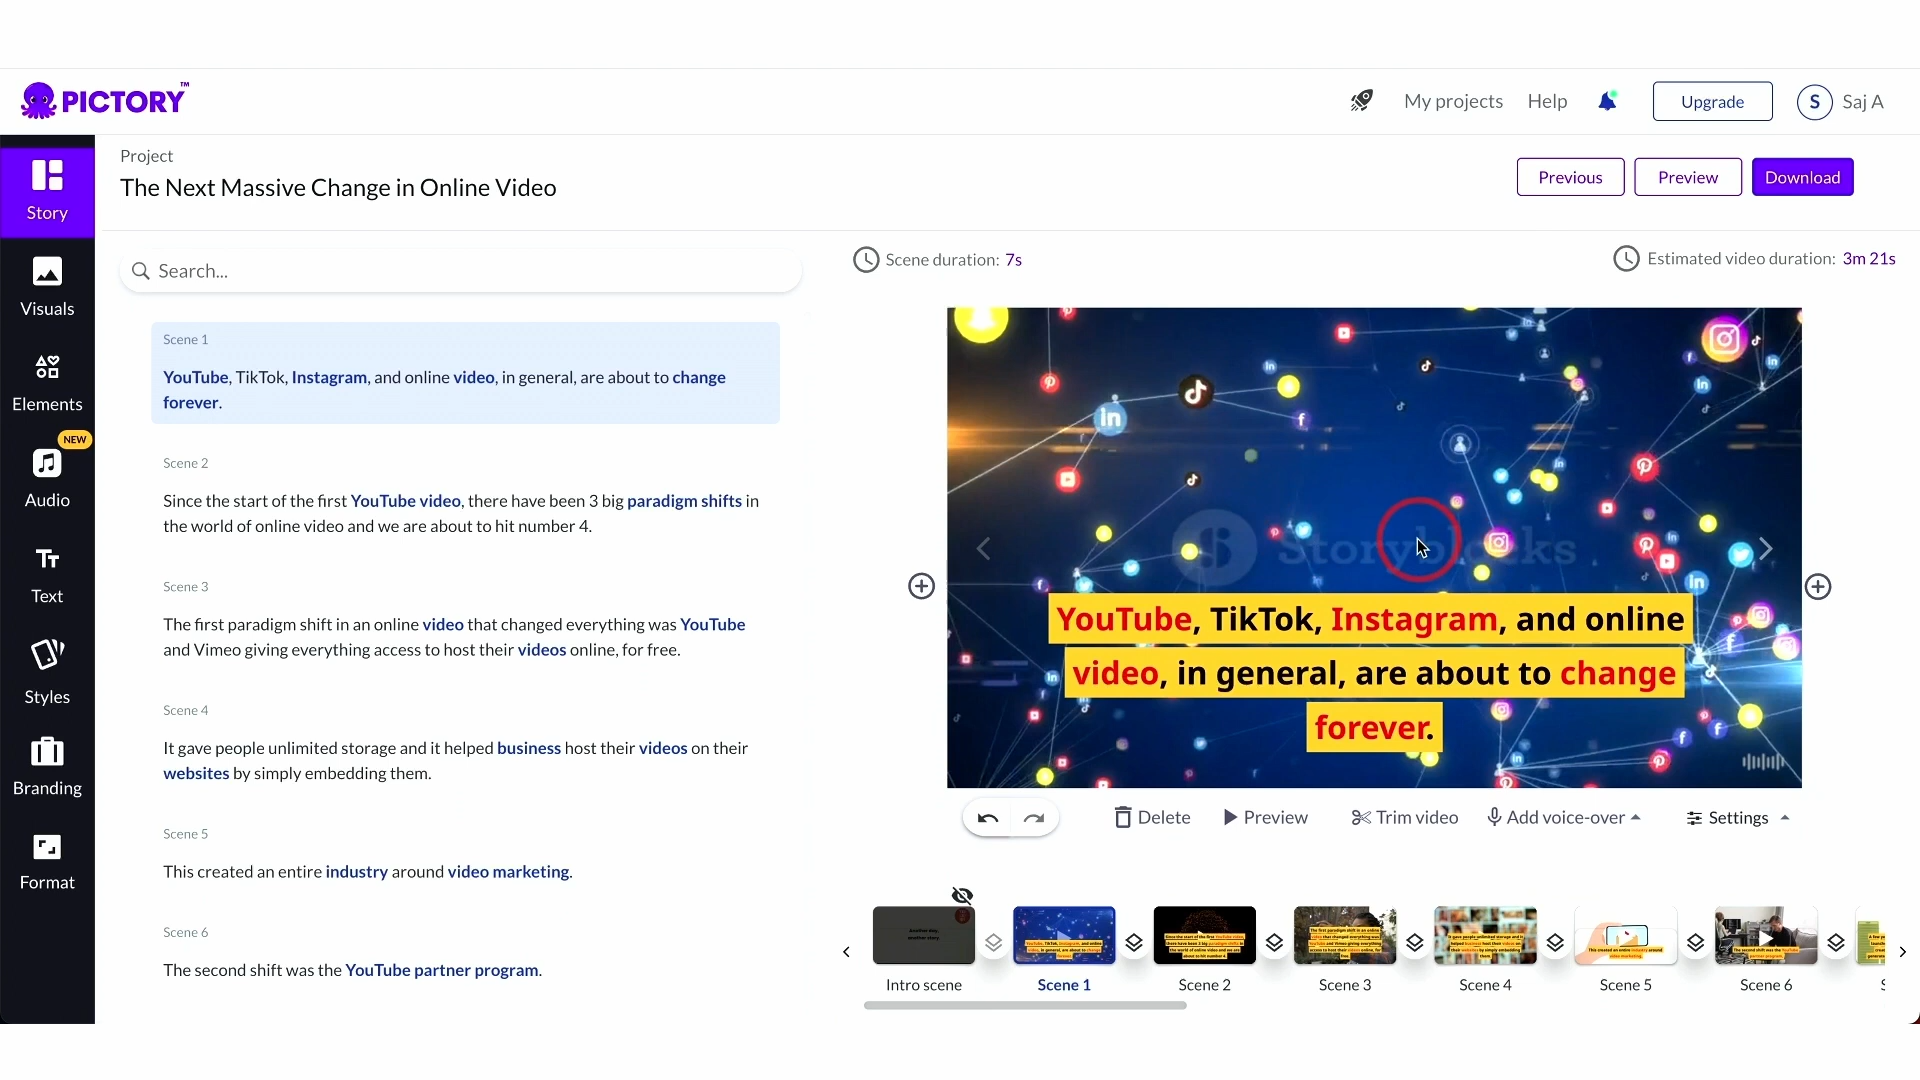 PICTORY™
My projects
Help
Upgrade
S
Saj A
Project
The Next Massive Change in Online Video
Previous
Preview
Download
Story
Visuals
Elements
NEW
Audio
Text
Styles
Branding
Format
Search...
Scene 1
YouTube, TikTok, Instagram, and online video, in general, are about to change
forever.
Scene 2
Since the start of the first YouTube video, there have been 3 big paradigm shifts in
the world of online video and we are about to hit number 4.
Scene 3
The first paradigm shift in an online video that changed everything was YouTube
and Vimeo giving everything access to host their videos online, for free.
Scene 4
It gave people unlimited storage and it helped business host their videos on their
websites by simply embedding them.
Scene 5
This created an entire industry around video marketing.
Scene 6
The second shift was the YouTube partner program.
Scene duration: 7s
Estimated video duration: 3m 21s
Storyblocks
YouTube, TikTok, Instagram, and online
video, in general, are about to change
forever.
Delete
Preview
Trim video
Add voice-over
Settings
Intro scene
Scene 1
Scene 2
Scene 3
Scene 4
Scene 5
Scene 6